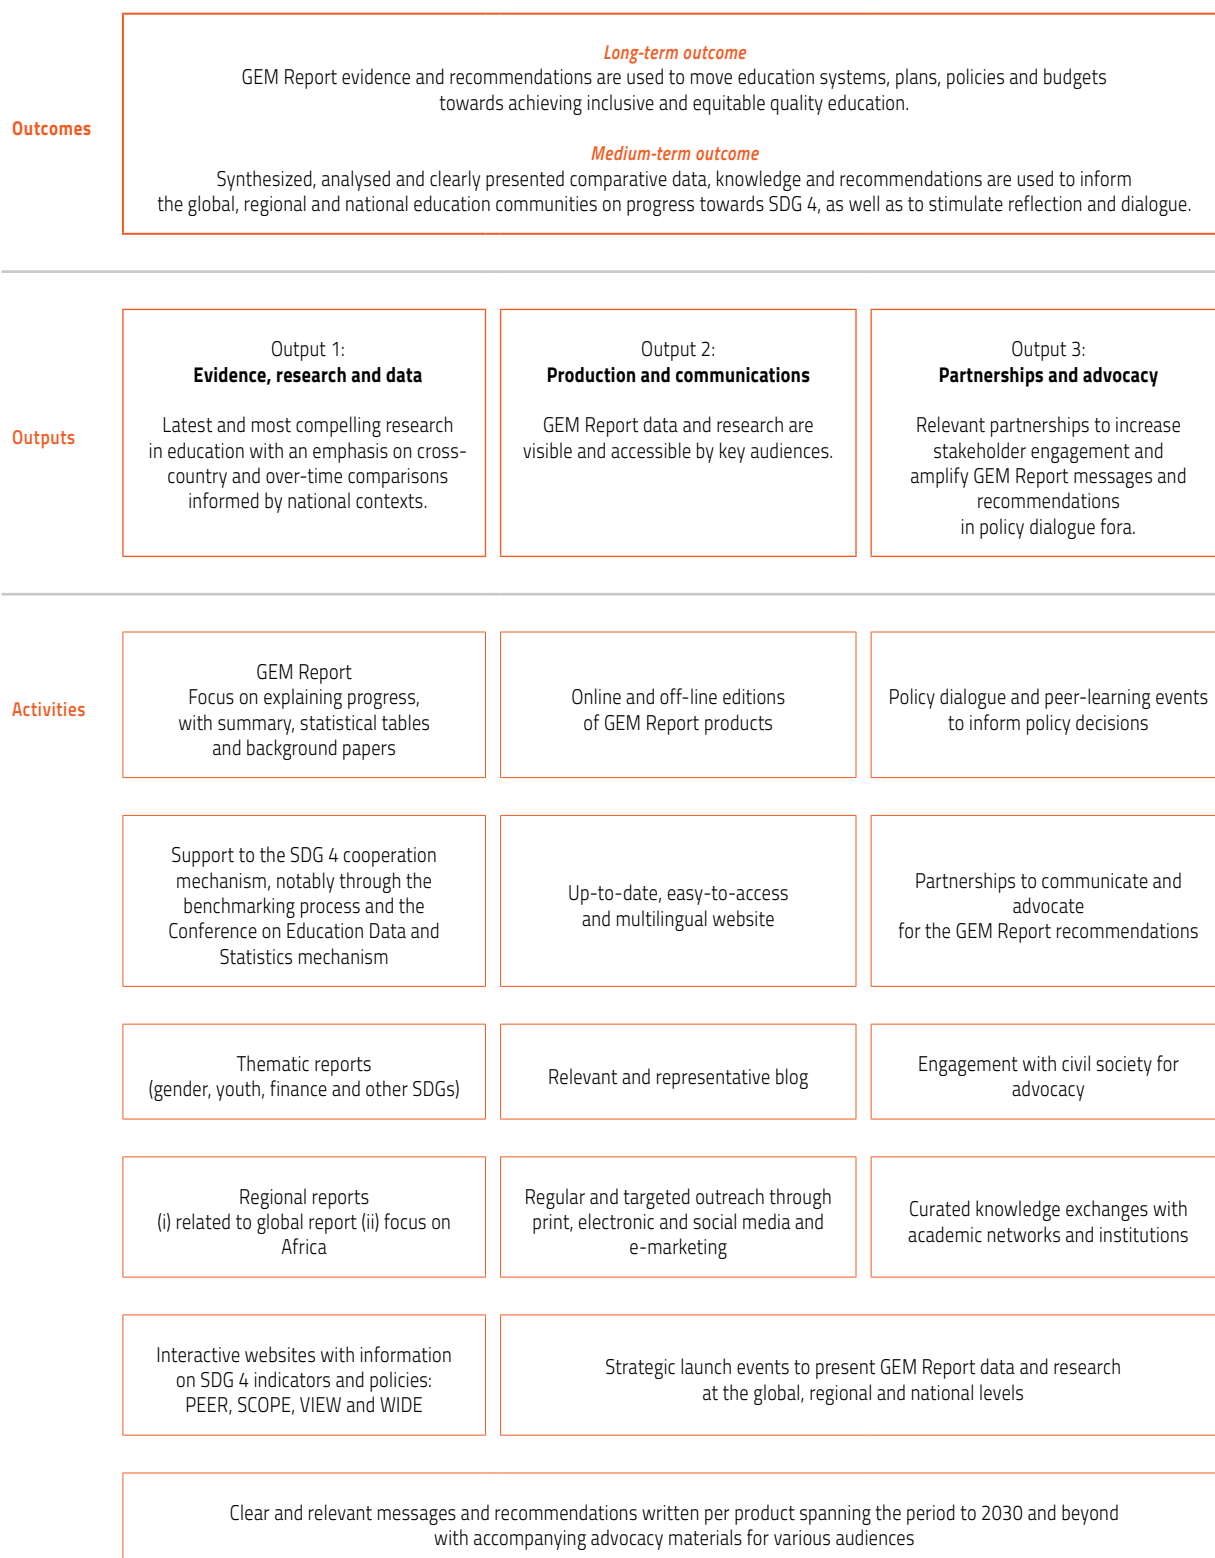 Outcomes
Long-term outcome
GEM Report evidence and recommendations are used to move education systems, plans, policies and budgets
towards achieving inclusive and equitable quality education.
Medium-term outcome
Synthesized, analysed and clearly presented comparative data, knowledge and recommendations are used to inform
the global, regional and national education communities on progress towards SDG 4, as well as to stimulate reflection and dialogue.
Outputs
Output 1:
Evidence, research and data
Latest and most compelling research
in education with an emphasis on cross-
country and over-time comparisons
informed by national contexts.
Output 2:
Production and communications
GEM Report data and research are
visible and accessible by key audiences.
Output 3:
Partnerships and advocacy
Relevant partnerships to increase
stakeholder engagement and
amplify GEM Report messages and
recommendations
in policy dialogue fora.
Activities
GEM Report
Focus on explaining progress,
with summary, statistical tables
and background papers
Online and off-line editions
of GEM Report products
Policy dialogue and peer-learning events
to inform policy decisions
Support to the SDG 4 cooperation
mechanism, notably through the
benchmarking process and the
Conference on Education Data and
Statistics mechanism
Up-to-date, easy-to-access
and multilingual website
Partnerships to communicate and
advocate
for the GEM Report recommendations
Thematic reports
(gender, youth, finance and other SDGs)
Relevant and representative blog
Engagement with civil society for
advocacy
Regional reports
(i) related to global report (ii) focus on
Africa
Regular and targeted outreach through
print, electronic and social media and
e-marketing
Curated knowledge exchanges with
academic networks and institutions
Interactive websites with information
on SDG 4 indicators and policies:
PEER, SCOPE, VIEW and WIDE
Strategic launch events to present GEM Report data and research
at the global, regional and national levels
Clear and relevant messages and recommendations written per product spanning the period to 2030 and beyond
with accompanying advocacy materials for various audiences